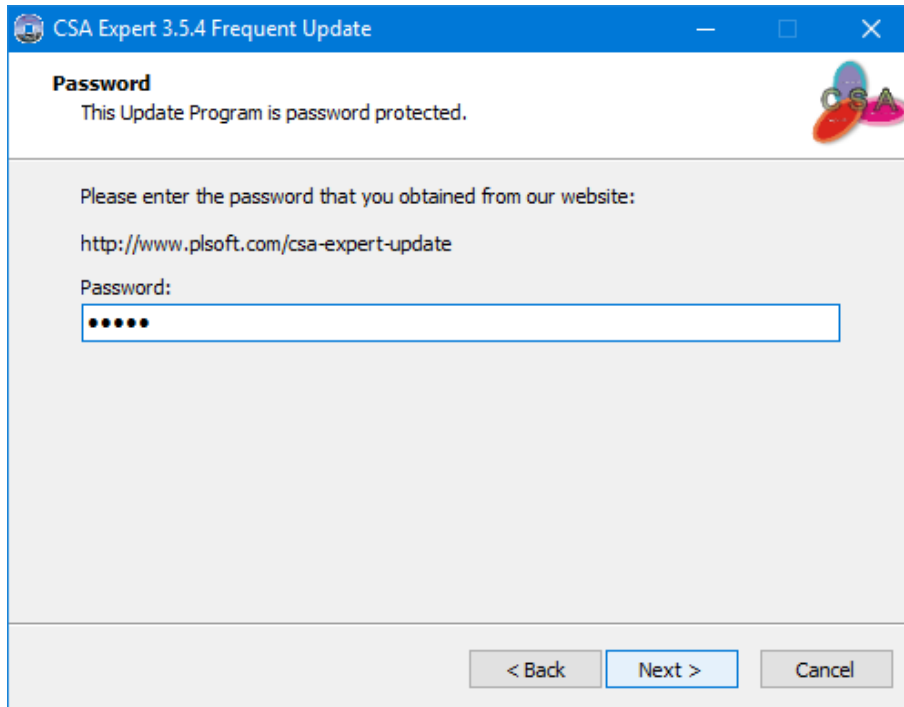 CSA Expert 3.5.4 Frequent Update
Password
This Update Program is password protected.
CSA
Please enter the password that you obtained from our website:
http://www.plsoft.com/csa-expert-update
Password:
•••••
< Back
Next >
Cancel